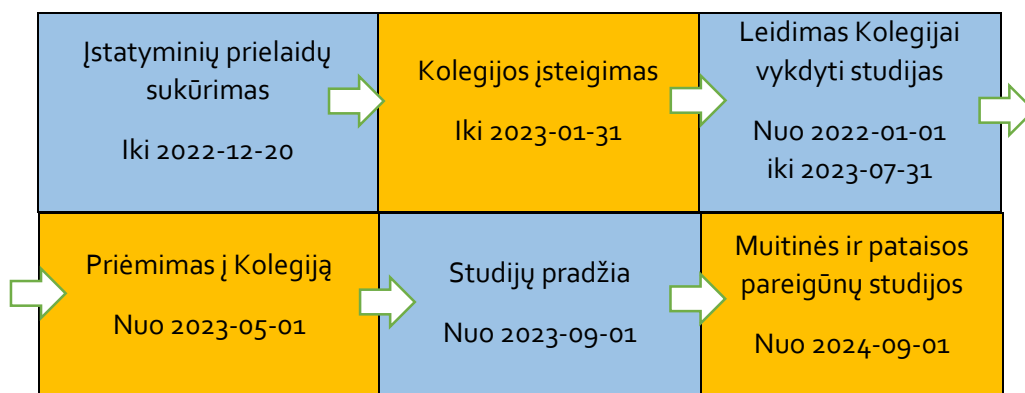 Įstatyminių prielaidų
sukūrimas
Iki 2022-12-20
Kolegijos įsteigimas
Iki 2023-01-31
Leidimas Kolegijai
vykdyti studijas
Nuo 2022-01-01
iki 2023-07-31
Priėmimas į Kolegiją
Nuo 2023-05-01
Studijų pradžia
Nuo 2023-09-01
Muitinės ir pataisos
pareigūnų studijos
Nuo 2024-09-01